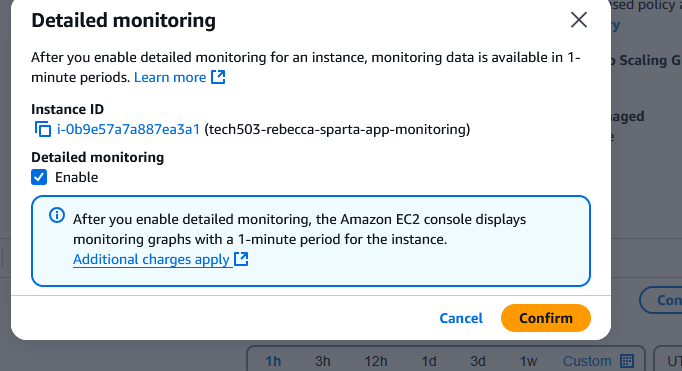 Detailed monitoring
sed policy a
After you enable detailed monitoring for an instance, monitoring data is available in 1-
minute periods. Learn more
y
Scaling G
Instance ID
i-0b9e57a7a887ea3a1 (tech503-rebecca-sparta-app-monitoring)
aged
Detailed monitoring
Enable
After you enable detailed monitoring, the Amazon EC2 console displays
monitoring graphs with a 1-minute period for the instance.
Additional charges apply
Con
Cancel
Confirm
1h 3h 12h 1d 3d 1w Custom
UT